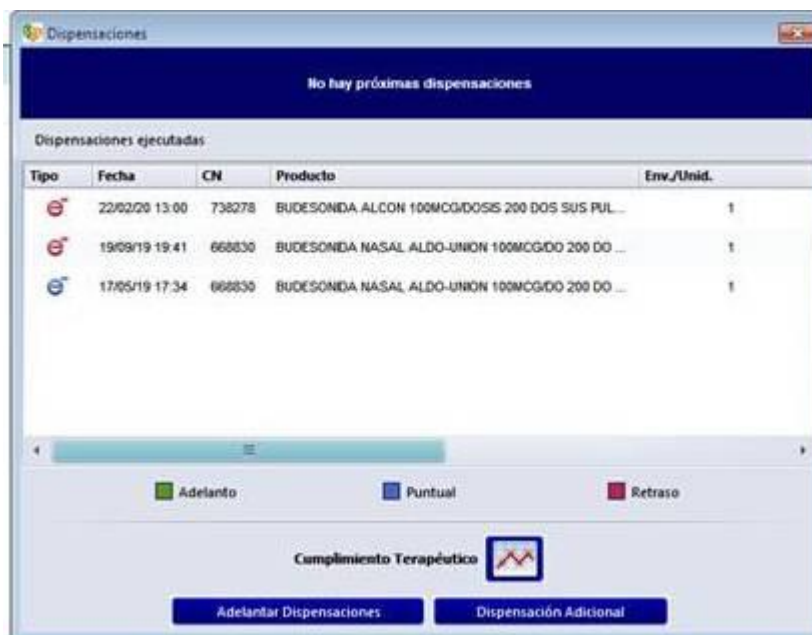 Dispensaciones
No hay próximas dispensaciones
Dispensaciones ejecutadas
Tipo Fecha CN Producto Env./Unid.
22/02/20 13:00 738278 BUDESONIDA ALCON 100MCG/DOSIS 200 DOS SUS PUL... 1
19/09/19 19:41 668830 BUDESONIDA NASAL ALDO-UNION 100MCG/DO 200 DO ... 1
17/05/19 17:34 668830 BUDESONIDA NASAL ALDO-UNION 100MCG/DO 200 DO ... 1
Adelanto Puntual Retraso
Cumplimiento Terapéutico
Adelantar Dispensaciones Dispensación Adicional